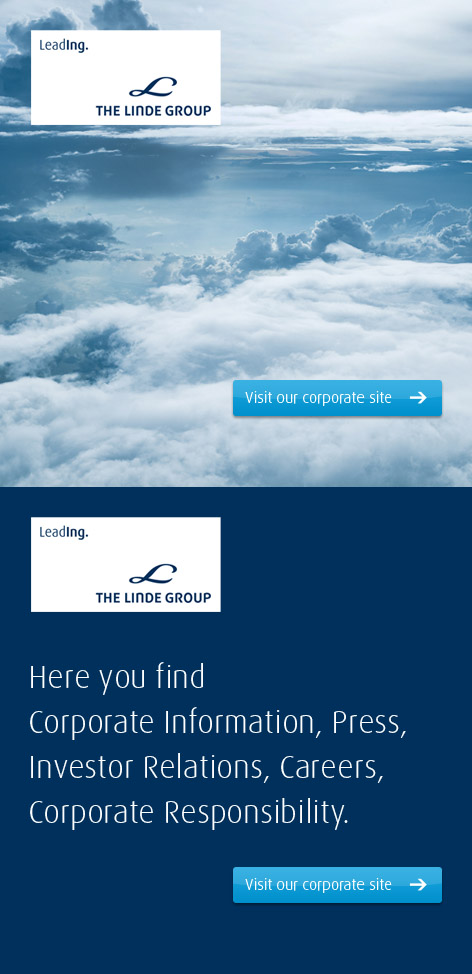 Leading.
THE LINDE GROUP
Visit our corporate site
Leading.
THE LINDE GROUP
Here you find
Corporate Information, Press,
Investor Relations, Careers,
Corporate Responsibility.
Visit our corporate site